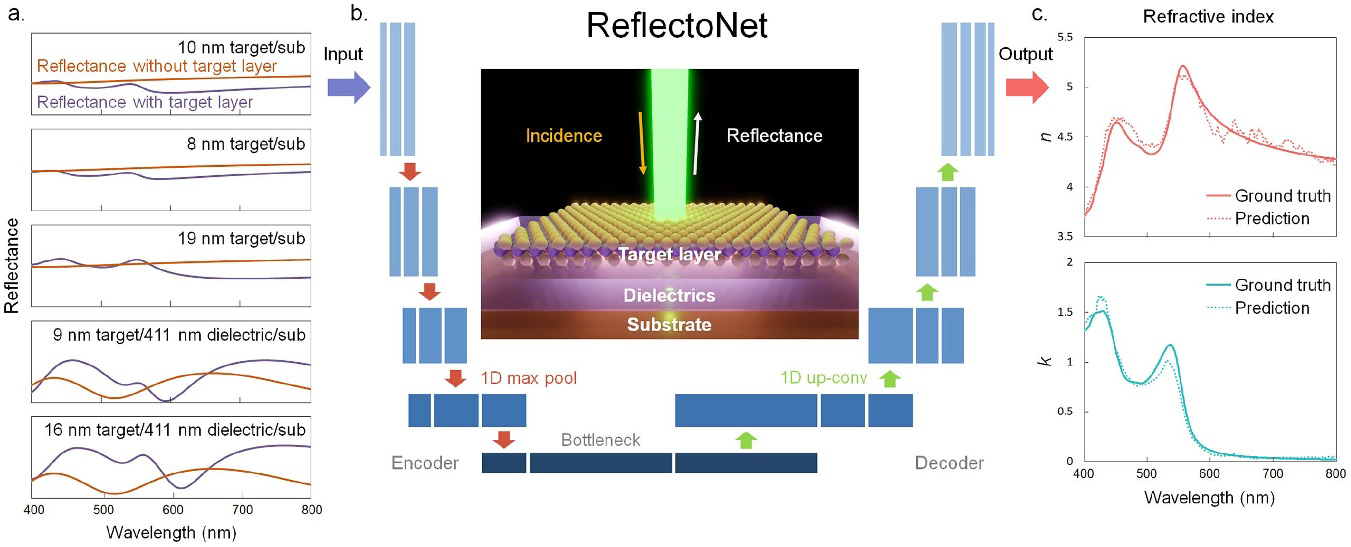 a.
10 nm target/sub
Reflectance without target layer
Reflectance with target layer
8 nm target/sub
19 nm target/sub
9 nm target/411 nm dielectric/sub
16 nm target/411 nm dielectric/sub
Reflectance
400 500 600 700 800
Wavelength (nm)
b.
ReflectoNet
Input
Output
Incidence
Reflectance
Target layer
Dielectrics
Substrate
1D max pool
1D up-conv
Bottleneck
Encoder
Decoder
c.
Refractive index
5.5
5
4.5
4
3.5
n
Ground truth
Prediction
2
1.5
1
0.5
0
k
Ground truth
Prediction
400 500 600 700 800
Wavelength (nm)